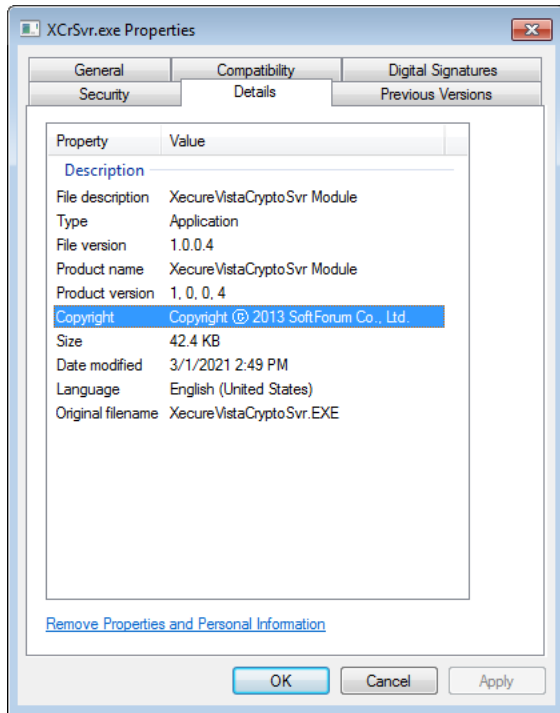 XCrSvr.exe Properties
General Compatibility Digital Signatures
Security Details Previous Versions
Property Value
Description
File description XecureVistaCryptoSvr Module
Type Application
File version 1.0.0.4
Product name XecureVistaCryptoSvr Module
Product version 1, 0, 0, 4
Copyright Copyright ⓒ 2013 SoftForum Co., Ltd.
Size 42.4 KB
Date modified 3/1/2021 2:49 PM
Language English (United States)
Original filename XecureVistaCryptoSvr.EXE
Remove Properties and Personal Information
OK Cancel Apply